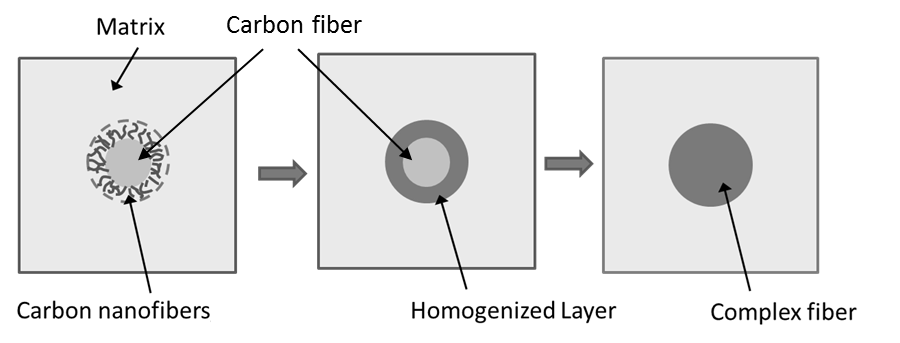 Matrix
Carbon fiber
Carbon nanofibers
Homogenized Layer
Complex fiber